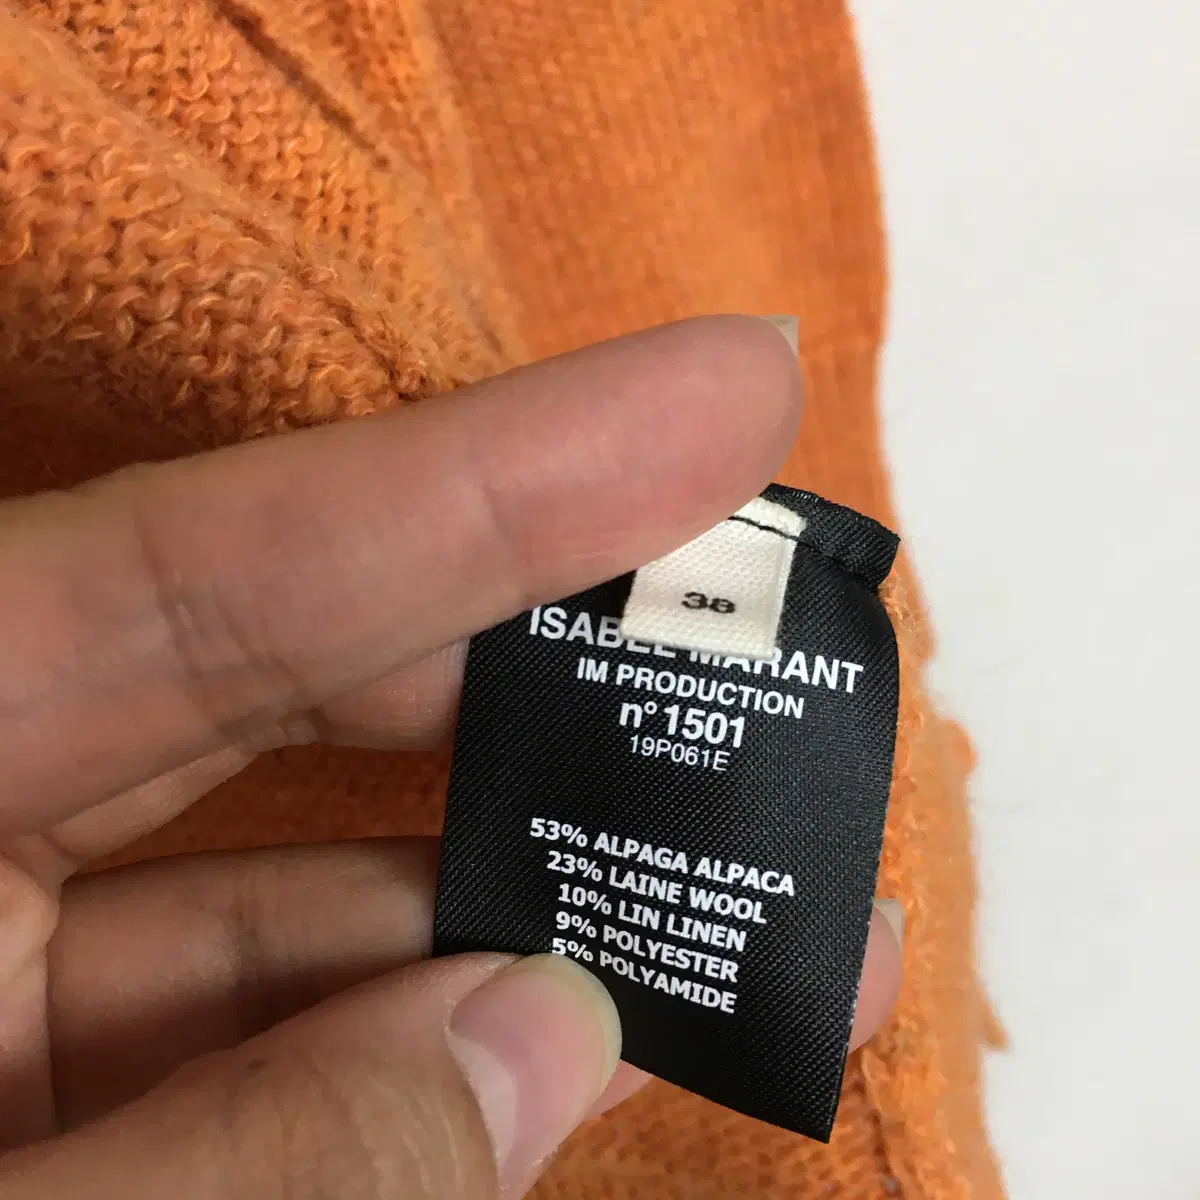 38
ISABEL MARANT
IM PRODUCTION
n° 1501
19P061E
53% ALPAGA ALPACA
23% LAINE WOOL
10% LIN LINEN
9% POLYESTER
5% POLYAMIDE